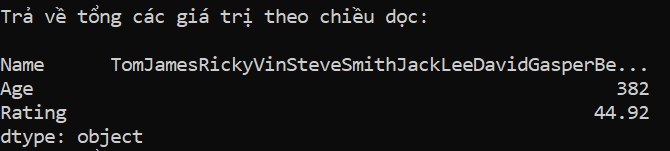 Trả về tổng các giá trị theo chiều dọc:
Name TomJamesRickyVinSteveSmithJackLeeDavidGasperBe...
Age 382
Rating 44.92
dtype: object